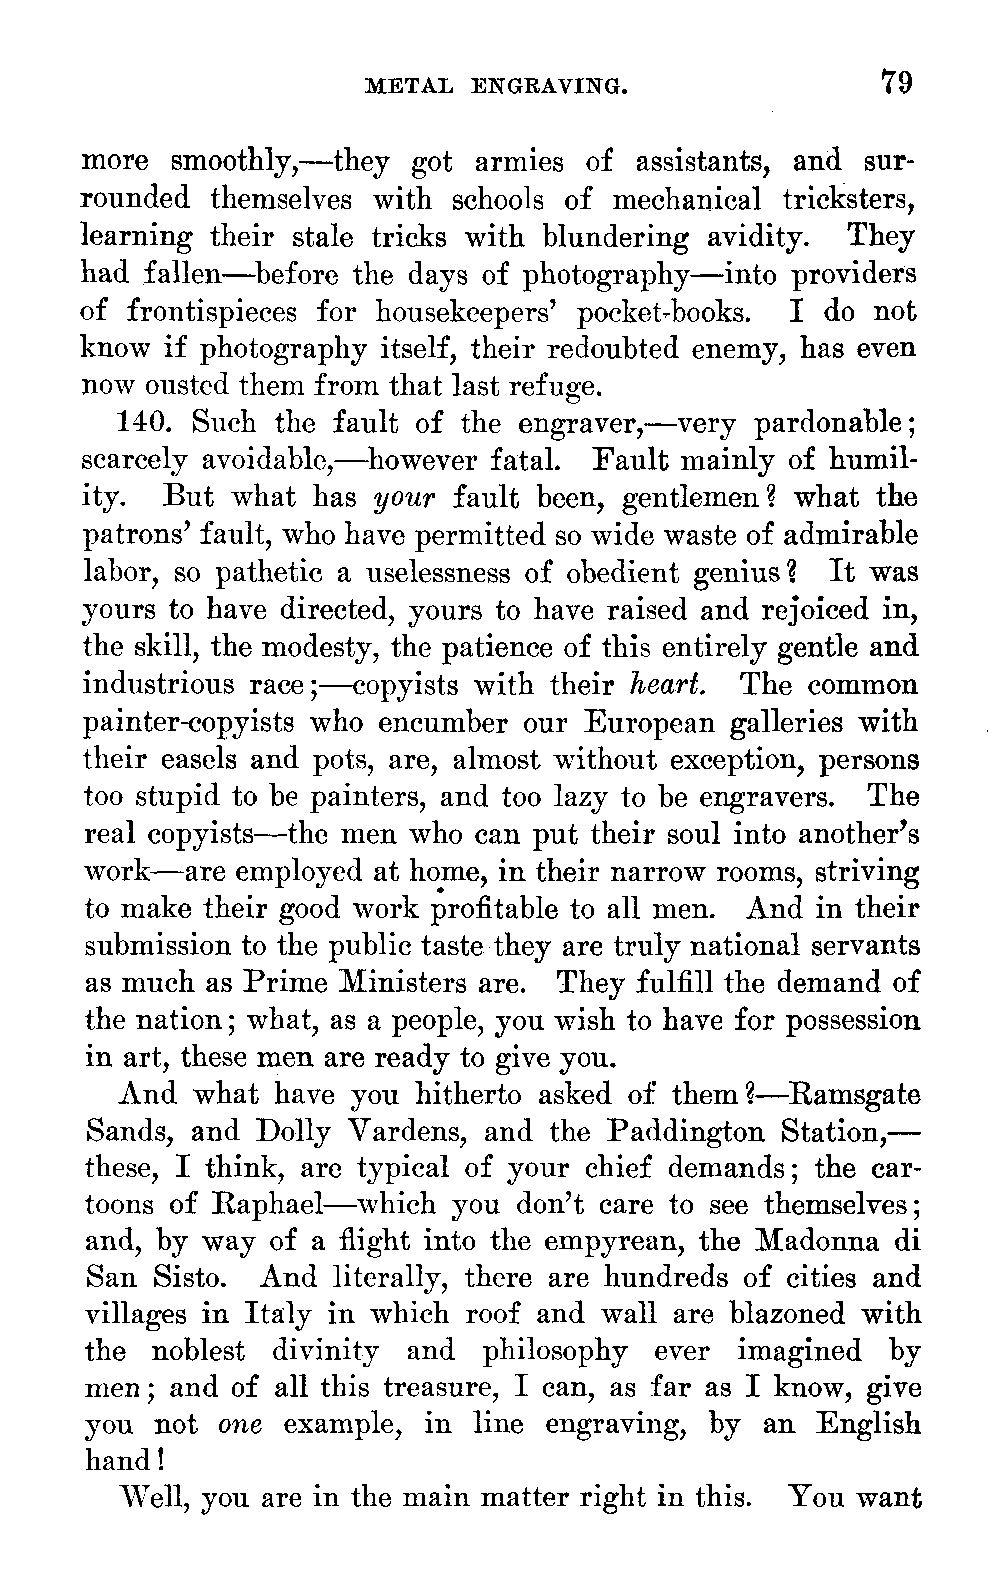 METAL ENGRAVING. 79
more smoothly,—they got armies of assistants, and sur-
rounded themselves with schools of mechanical tricksters,
learning their stale tricks with blundering avidity. They
had fallen—before the days of photography—into providers
of frontispieces for housekeepers’ pocket-books. I do not
know if photography itself, their redoubted enemy, has even
now ousted them from that last refuge.
140. Such the fault of the engraver,—very pardonable;
scarcely avoidable,—however fatal. Fault mainly of humil-
ity. But what has your fault been, gentlemen? what the
patrons’ fault, who have permitted so wide waste of admirable
labor, so pathetic a uselessness of obedient genius? It was
yours to have directed, yours to have raised and rejoiced in,
the skill, the modesty, the patience of this entirely gentle and
industrious race;—copyists with their heart. The common
painter-copyists who encumber our European galleries with
their easels and pots, are, almost without exception, persons
too stupid to be painters, and too lazy to be engravers. The
real copyists—the men who can put their soul into another’s
work—are employed at home, in their narrow rooms, striving
to make their good work profitable to all men. And in their
submission to the public taste they are truly national servants
as much as Prime Ministers are. They fulfill the demand of
the nation; what, as a people, you wish to have for possession
in art, these men are ready to give you.
And what have you hitherto asked of them?—Ramsgate
Sands, and Dolly Vardens, and the Paddington Station,—
these, I think, are typical of your chief demands; the car-
toons of Raphael—which you don’t care to see themselves;
and, by way of a flight into the empyrean, the Madonna di
San Sisto. And literally, there are hundreds of cities and
villages in Italy in which roof and wall are blazoned with
the noblest divinity and philosophy ever imagined by
men; and of all this treasure, I can, as far as I know, give
you not one example, in line engraving, by an English
hand!
Well, you are in the main matter right in this. You want